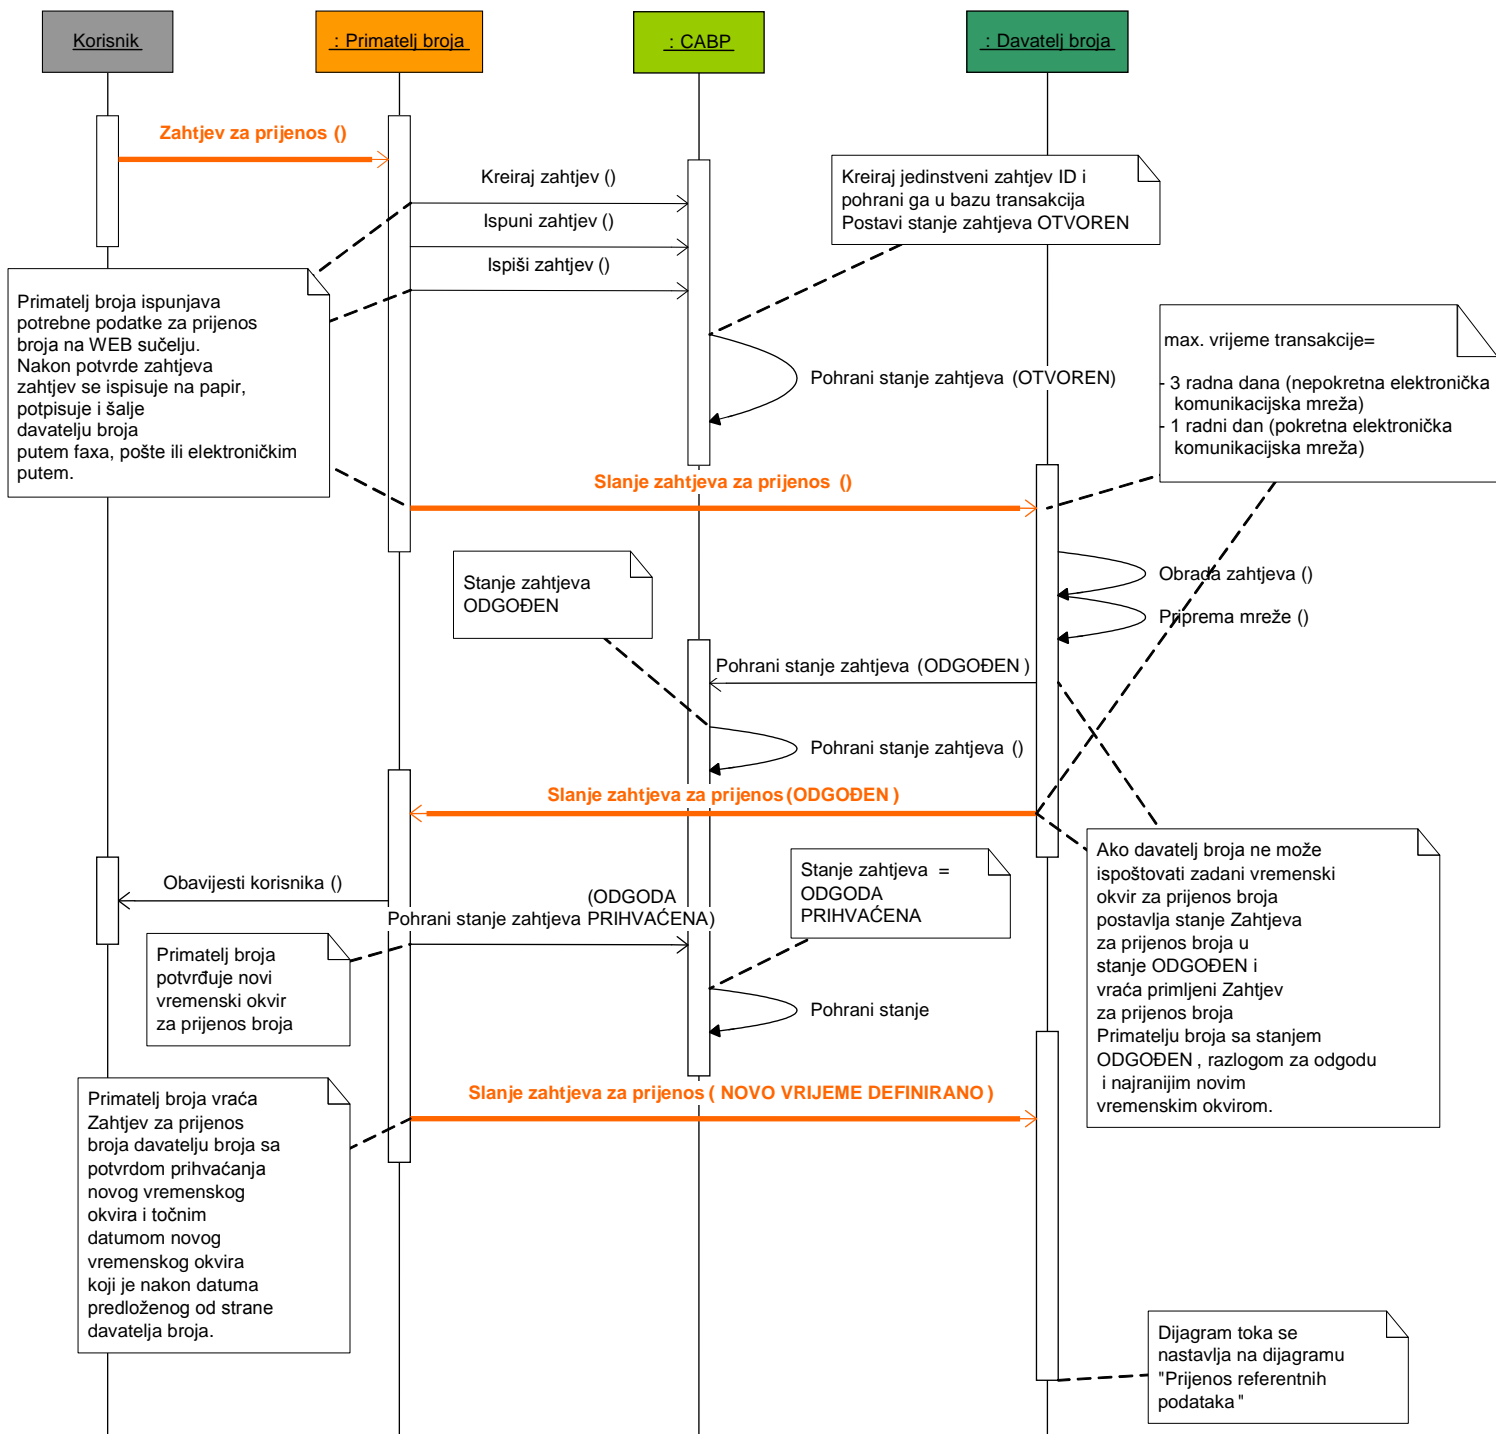 Korisnik
: Primatelj broja
: CABP
: Davatelj broja
Zahtjev za prijenos ()
Kreiraj zahtjev ()
Ispuni zahtjev ()
Ispiši zahtjev ()
Kreiraj jedinstveni zahtjev ID i
pohrani ga u bazu transakcija
Postavi stanje zahtjeva OTVOREN
Primatelj broja ispunjava
potrebne podatke za prijenos
broja na WEB sučelju.
Nakon potvrde zahtjeva
zahtjev se ispisuje na papir,
potpisuje i šalje
davatelju broja
putem faxa, pošte ili elektroničkim
putem.
Pohrani stanje zahtjeva (OTVOREN)
max. vrijeme transakcije=
- 3 radna dana (nepokretna elektronička
komunikacijska mreža)
- 1 radni dan (pokretna elektronička
komunikacijska mreža)
Slanje zahtjeva za prijenos ()
Stanje zahtjeva
ODGOĐEN
Obrada zahtjeva ()
Priprema mreže ()
Pohrani stanje zahtjeva (ODGOĐEN )
Pohrani stanje zahtjeva ()
Slanje zahtjeva za prijenos (ODGOĐEN )
Obavijesti korisnika ()
(ODGODA
Pohrani stanje zahtjeva PRIHVAĆENA)
Stanje zahtjeva =
ODGODA
PRIHVAĆENA
Ako davatelj broja ne može
ispoštovati zadani vremenski
okvir za prijenos broja
postavlja stanje Zahtjeva
za prijenos broja u
stanje ODGOĐEN i
vraća primljeni Zahtjev
za prijenos broja
Primatelju broja sa stanjem
ODGOĐEN , razlogom za odgodu
i najranijim novim
vremenskim okvirom.
Primatelj broja
potvrđuje novi
vremenski okvir
za prijenos broja
Pohrani stanje
Slanje zahtjeva za prijenos ( NOVO VRIJEME DEFINIRANO )
Primatelj broja vraća
Zahtjev za prijenos
broja davatelju broja sa
potvrdom prihvaćanja
novog vremenskog
okvira i točnim
datumom novog
vremenskog okvira
koji je nakon datuma
predloženog od strane
davatelja broja.
Dijagram toka se
nastavlja na dijagramu
"Prijenos referentnih
podataka "